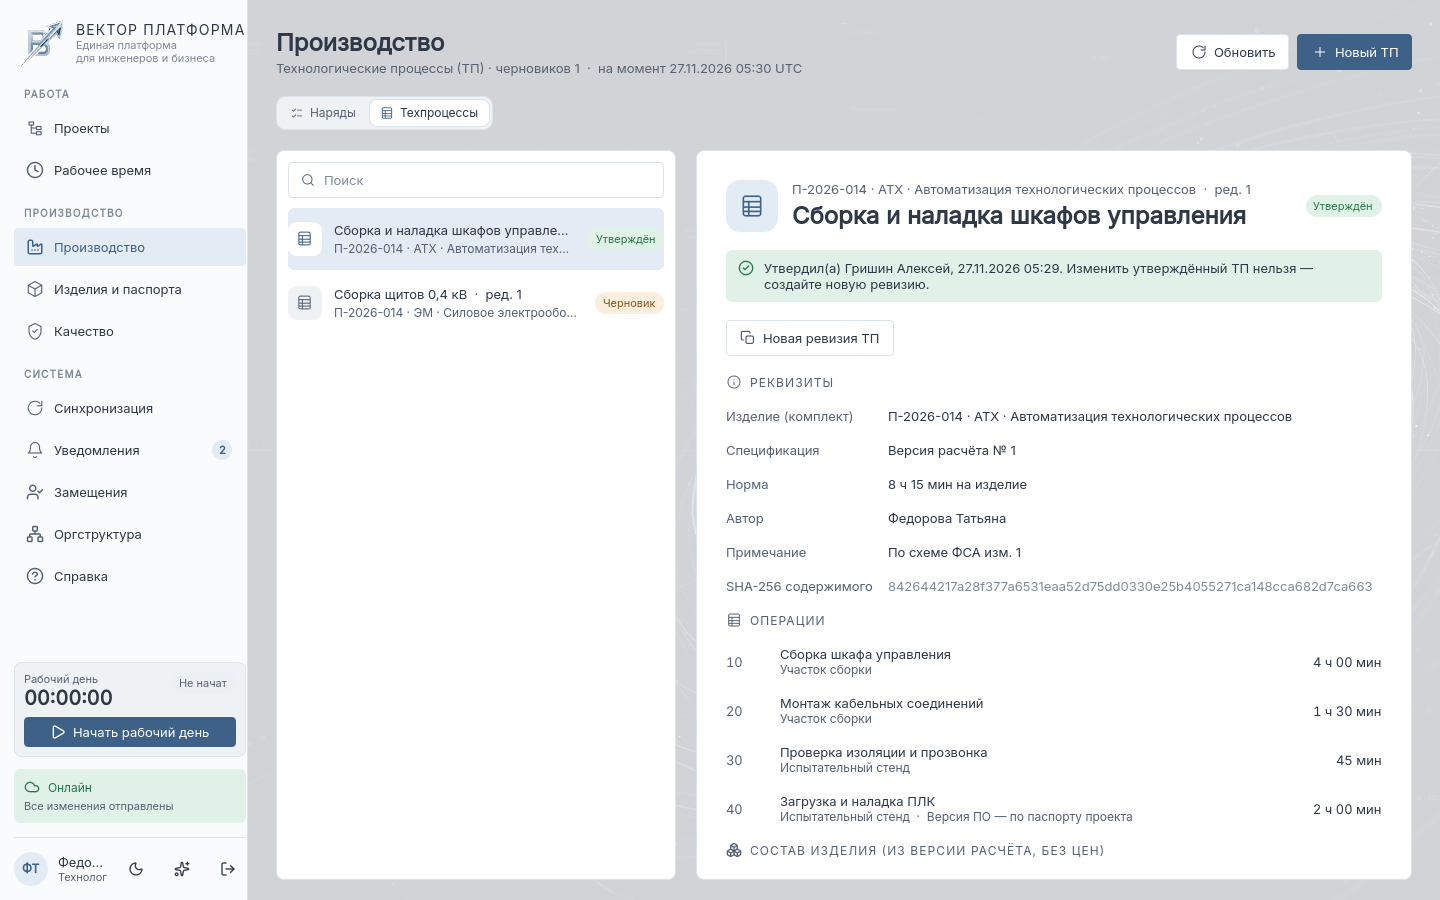 ВЕКТОР ПЛАТФОРМА
Единая платформа
для инженеров и бизнеса
РАБОТА
Проекты
Рабочее время
ПРОИЗВОДСТВО
Производство
Изделия и паспорта
Качество
СИСТЕМА
Синхронизация
Уведомления 2
Замещения
Оргструктура
Справка
Рабочий день
00:00:00
Не начат
Начать рабочий день
Онлайн
Все изменения отправлены
ФТ
Федо...
Технолог
Производство
Технологические процессы (ТП) · черновиков 1 · на момент 27.11.2026 05:30 UTC
Обновить
Новый ТП
Наряды
Техпроцессы
Поиск
Сборка и наладка шкафов управле...
П-2026-014 · АТХ · Автоматизация тех...
Утверждён
Сборка щитов 0,4 кВ · ред. 1
П-2026-014 · ЭМ · Силовое электрообо...
Черновик
П-2026-014 · АТХ · Автоматизация технологических процессов · ред. 1
Сборка и наладка шкафов управления
Утверждён
Утвердил(а) Гришин Алексей, 27.11.2026 05:29. Изменить утверждённый ТП нельзя —
создайте новую ревизию.
Новая ревизия ТП
РЕКВИЗИТЫ
Изделие (комплект) П-2026-014 · АТХ · Автоматизация технологических процессов
Спецификация Версия расчёта № 1
Норма 8 ч 15 мин на изделие
Автор Федорова Татьяна
Примечание По схеме ФСА изм. 1
SHA-256 содержимого 842644217a28f377a6531eaa52d75dd0330e25b4055271ca148cca682d7ca663
ОПЕРАЦИИ
10 Сборка шкафа управления 4 ч 00 мин
Участок сборки
20 Монтаж кабельных соединений 1 ч 30 мин
Участок сборки
30 Проверка изоляции и прозвонка 45 мин
Испытательный стенд
40 Загрузка и наладка ПЛК 2 ч 00 мин
Испытательный стенд · Версия ПО — по паспорту проекта
СОСТАВ ИЗДЕЛИЯ (ИЗ ВЕРСИИ РАСЧЁТА, БЕЗ ЦЕН)